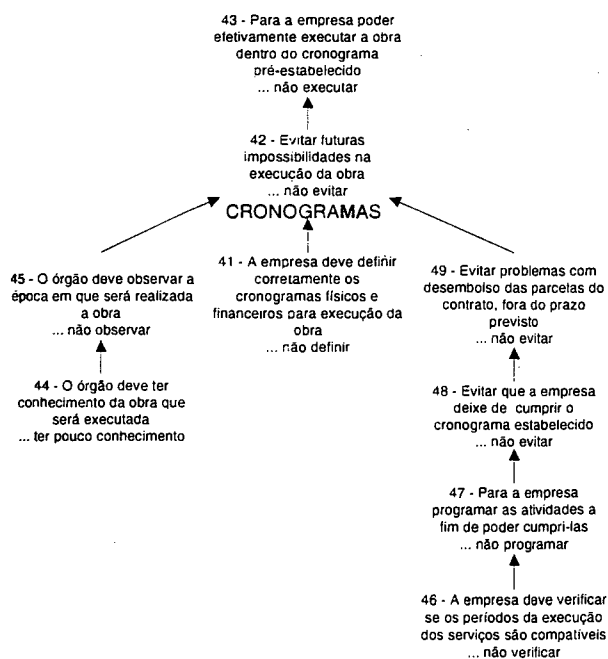 43 - Para a empresa poder
efetivamente executar a obra
dentro do cronograma
pré-estabelecido
... não executar
42 - Evitar futuras
impossibilidades na
execução da obra
... não evitar
CRONOGRAMAS
45 - O órgão deve observar a
época em que será realizada
a obra
... não observar
44 - O órgão deve ter
conhecimento da obra que
será executada
... ter pouco conhecimento
41 - A empresa deve definir
corretamente os
cronogramas físicos e
financeiros para execução da
obra
... não definir
49 - Evitar problemas com
desembolso das parcelas do
contrato, fora do prazo
previsto
... não evitar
48 - Evitar que a empresa
deixe de cumprir o
cronograma estabelecido
... não evitar
47 - Para a empresa
programar as atividades a
fim de poder cumpri-las
... não programar
46 - A empresa deve verificar
se os períodos da execução
dos serviços são compatíveis
... não verificar